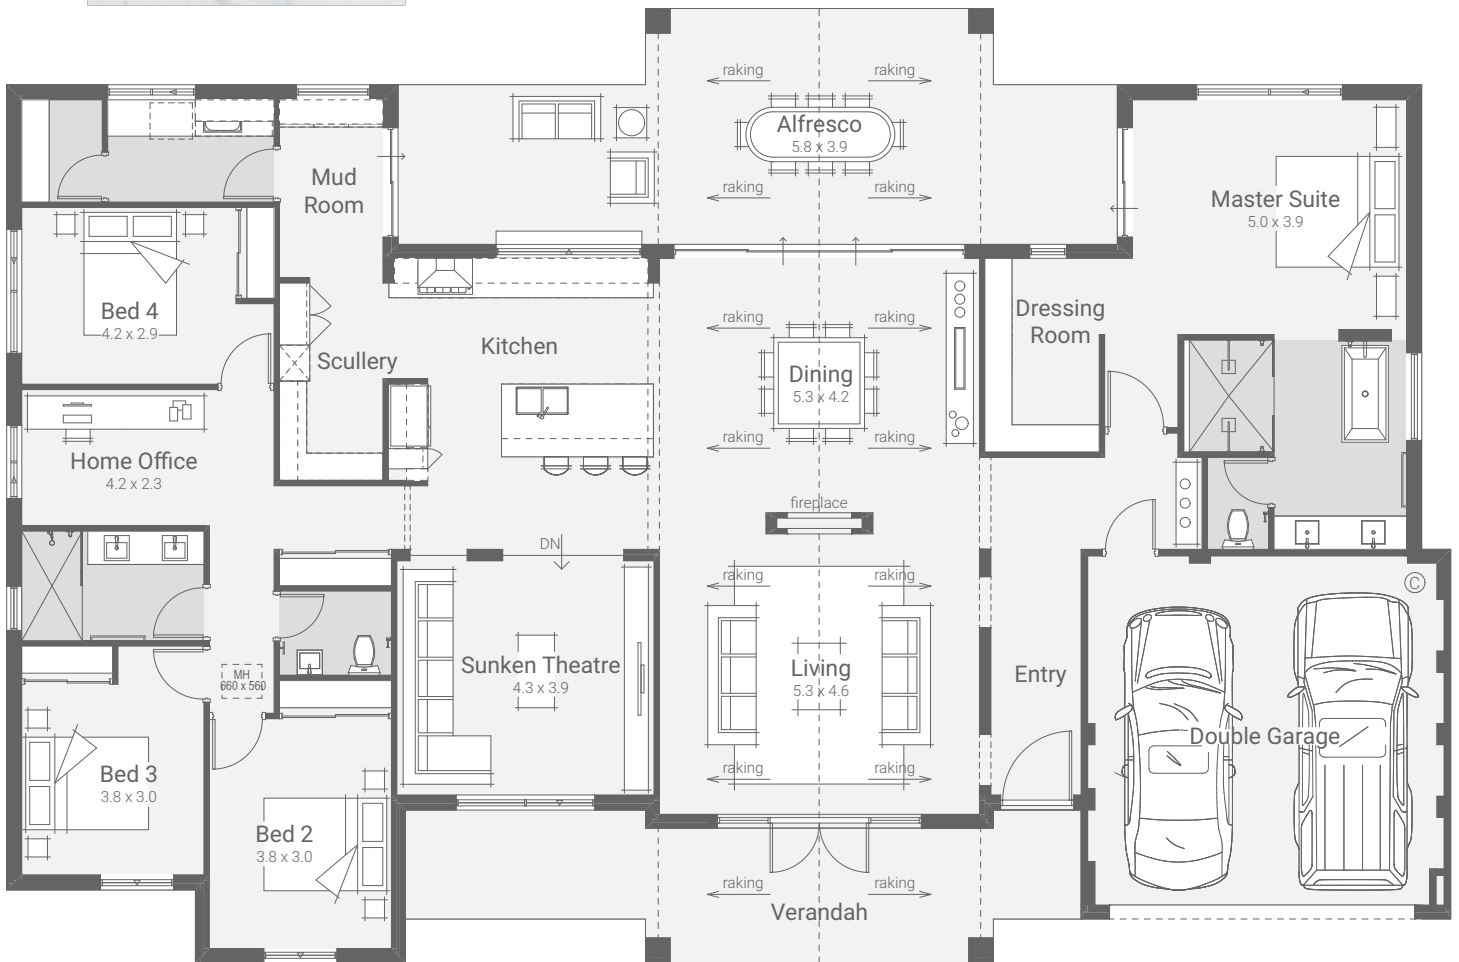 raking
raking
Alfresco
5.8 x 3.9
raking
raking
Mud
Room
Master Suite
5.0 x 3.9
Bed 4
4.2 x 2.9
Scullery
Kitchen
raking
raking
Dining
5.3 x 4.2
raking
raking
Dressing
Room
Home Office
4.2 x 2.3
fireplace
DN
raking
raking
C
MH
660 x 560
Sunken Theatre
4.3 x 3.9
Living
5.3 x 4.6
Entry
Double Garage
raking
raking
Bed 3
3.8 x 3.0
Bed 2
3.8 x 3.0
raking
raking
Verandah